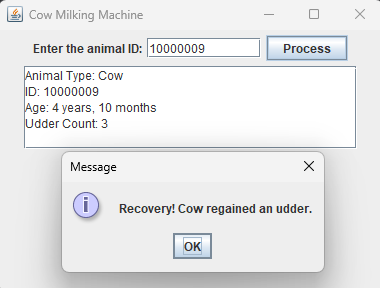 Cow Milking Machine
Enter the animal ID: 10000009 Process
Animal Type: Cow
ID: 10000009
Age: 4 years, 10 months
Udder Count: 3
Message
Recovery! Cow regained an udder.
OK